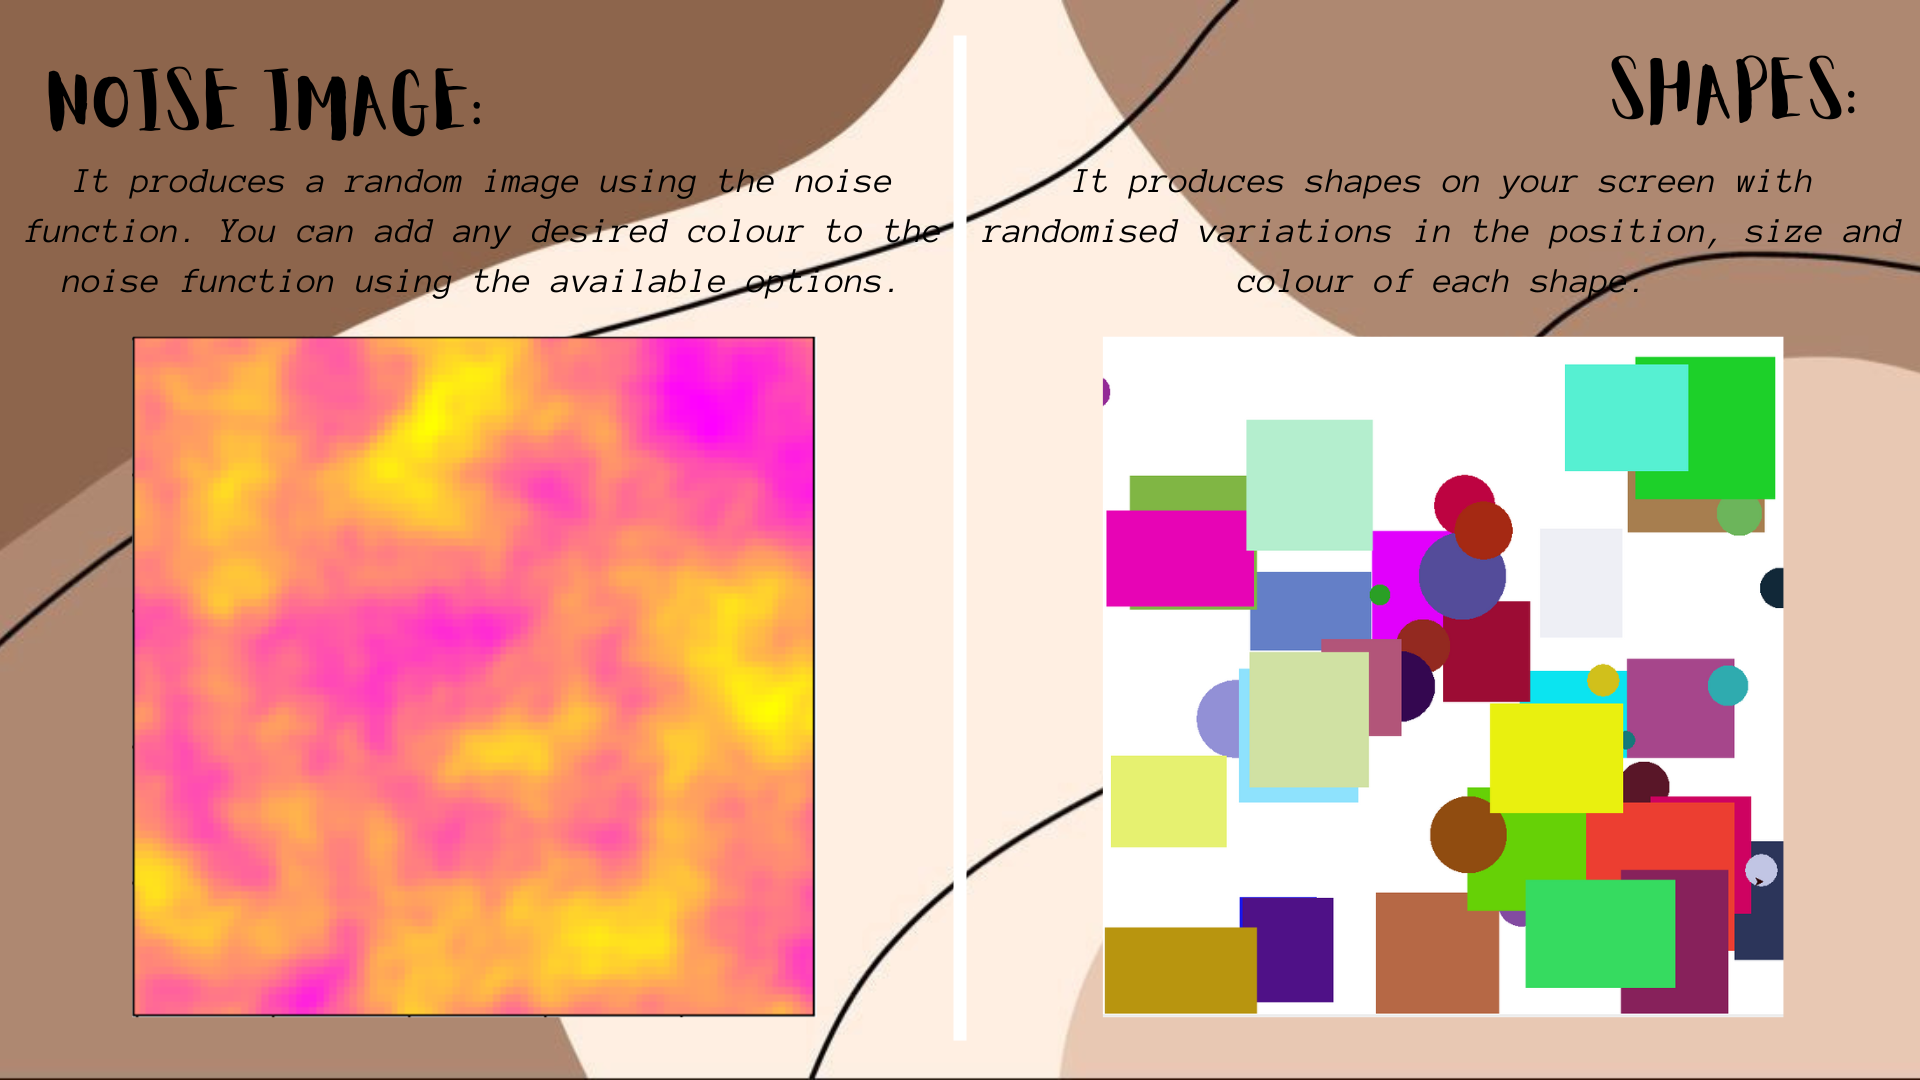 NOISE IMAGE:
It produces a random image using the noise
function. You can add any desired colour to the
noise function using the available options.
SHAPES:
It produces shapes on your screen with
randomised variations in the position, size and
colour of each shape.